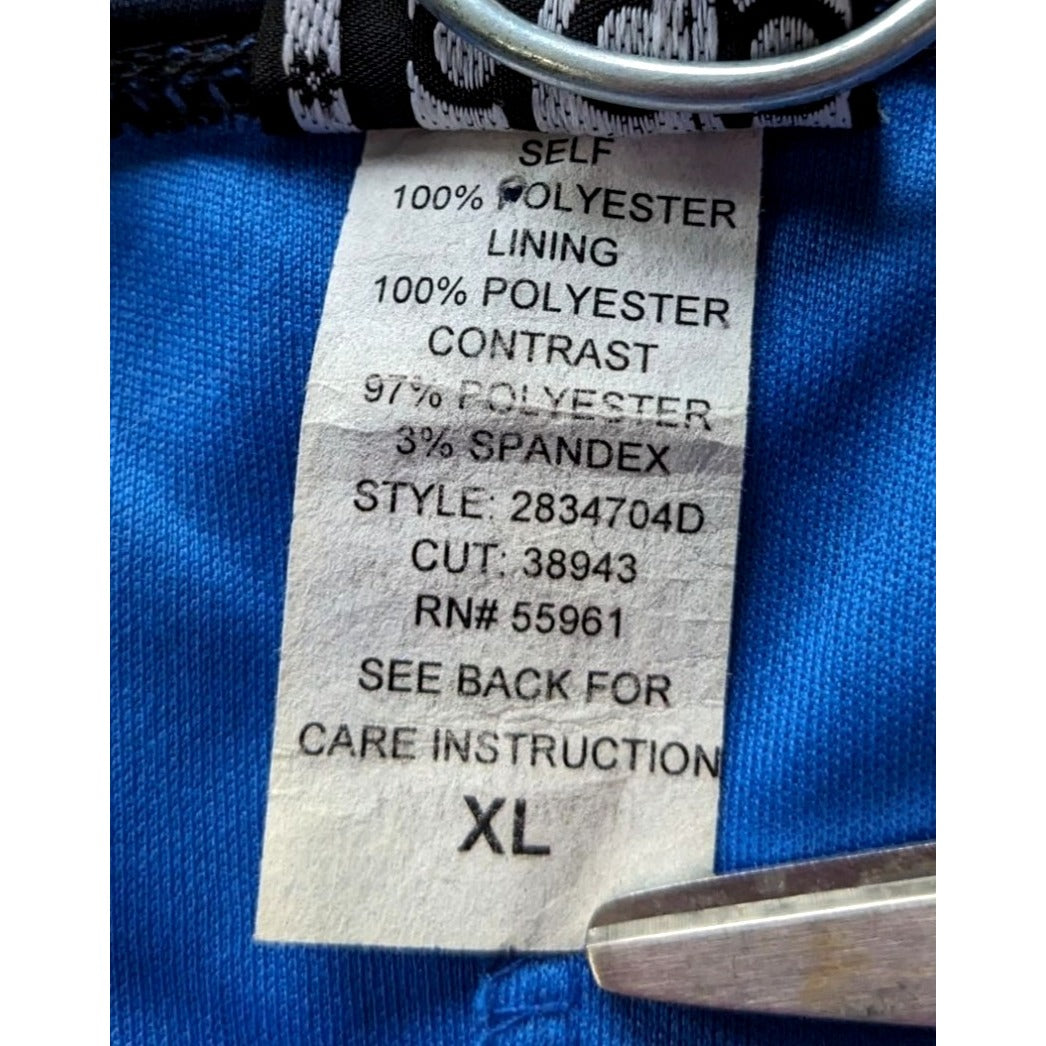 SELF
100% POLYESTER
LINING
100% POLYESTER
CONTRAST
97% POLYESTER
3% SPANDEX
STYLE: 2834704D
CUT: 38943
RN# 55961
SEE BACK FOR
CARE INSTRUCTION
XL